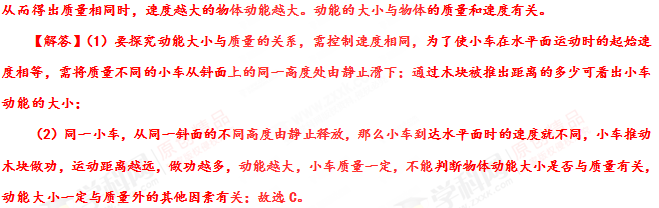 从而得出质量相同时，速度越大的物体动能越大。动能的大小与物体的质量和速度有关。
【解答】（1）要探究动能大小与质量的关系，需控制速度相同，为了使小车在水平面运动时的起始速
度相等，需将质量不同的小车从斜面上的同一高度处由静止滑下；通过木块被推出距离的多少可看出小车
动能的大小；
（2）同一小车，从同一斜面的不同高度由静止释放，那么小车到达水平面时的速度就不同，小车推动
木块做功，运动距离越远，做功越多，动能越大，小车质量一定，不能判断物体动能大小是否与质量有关，
动能大小一定与质量外的其他因素有关；故选 C。